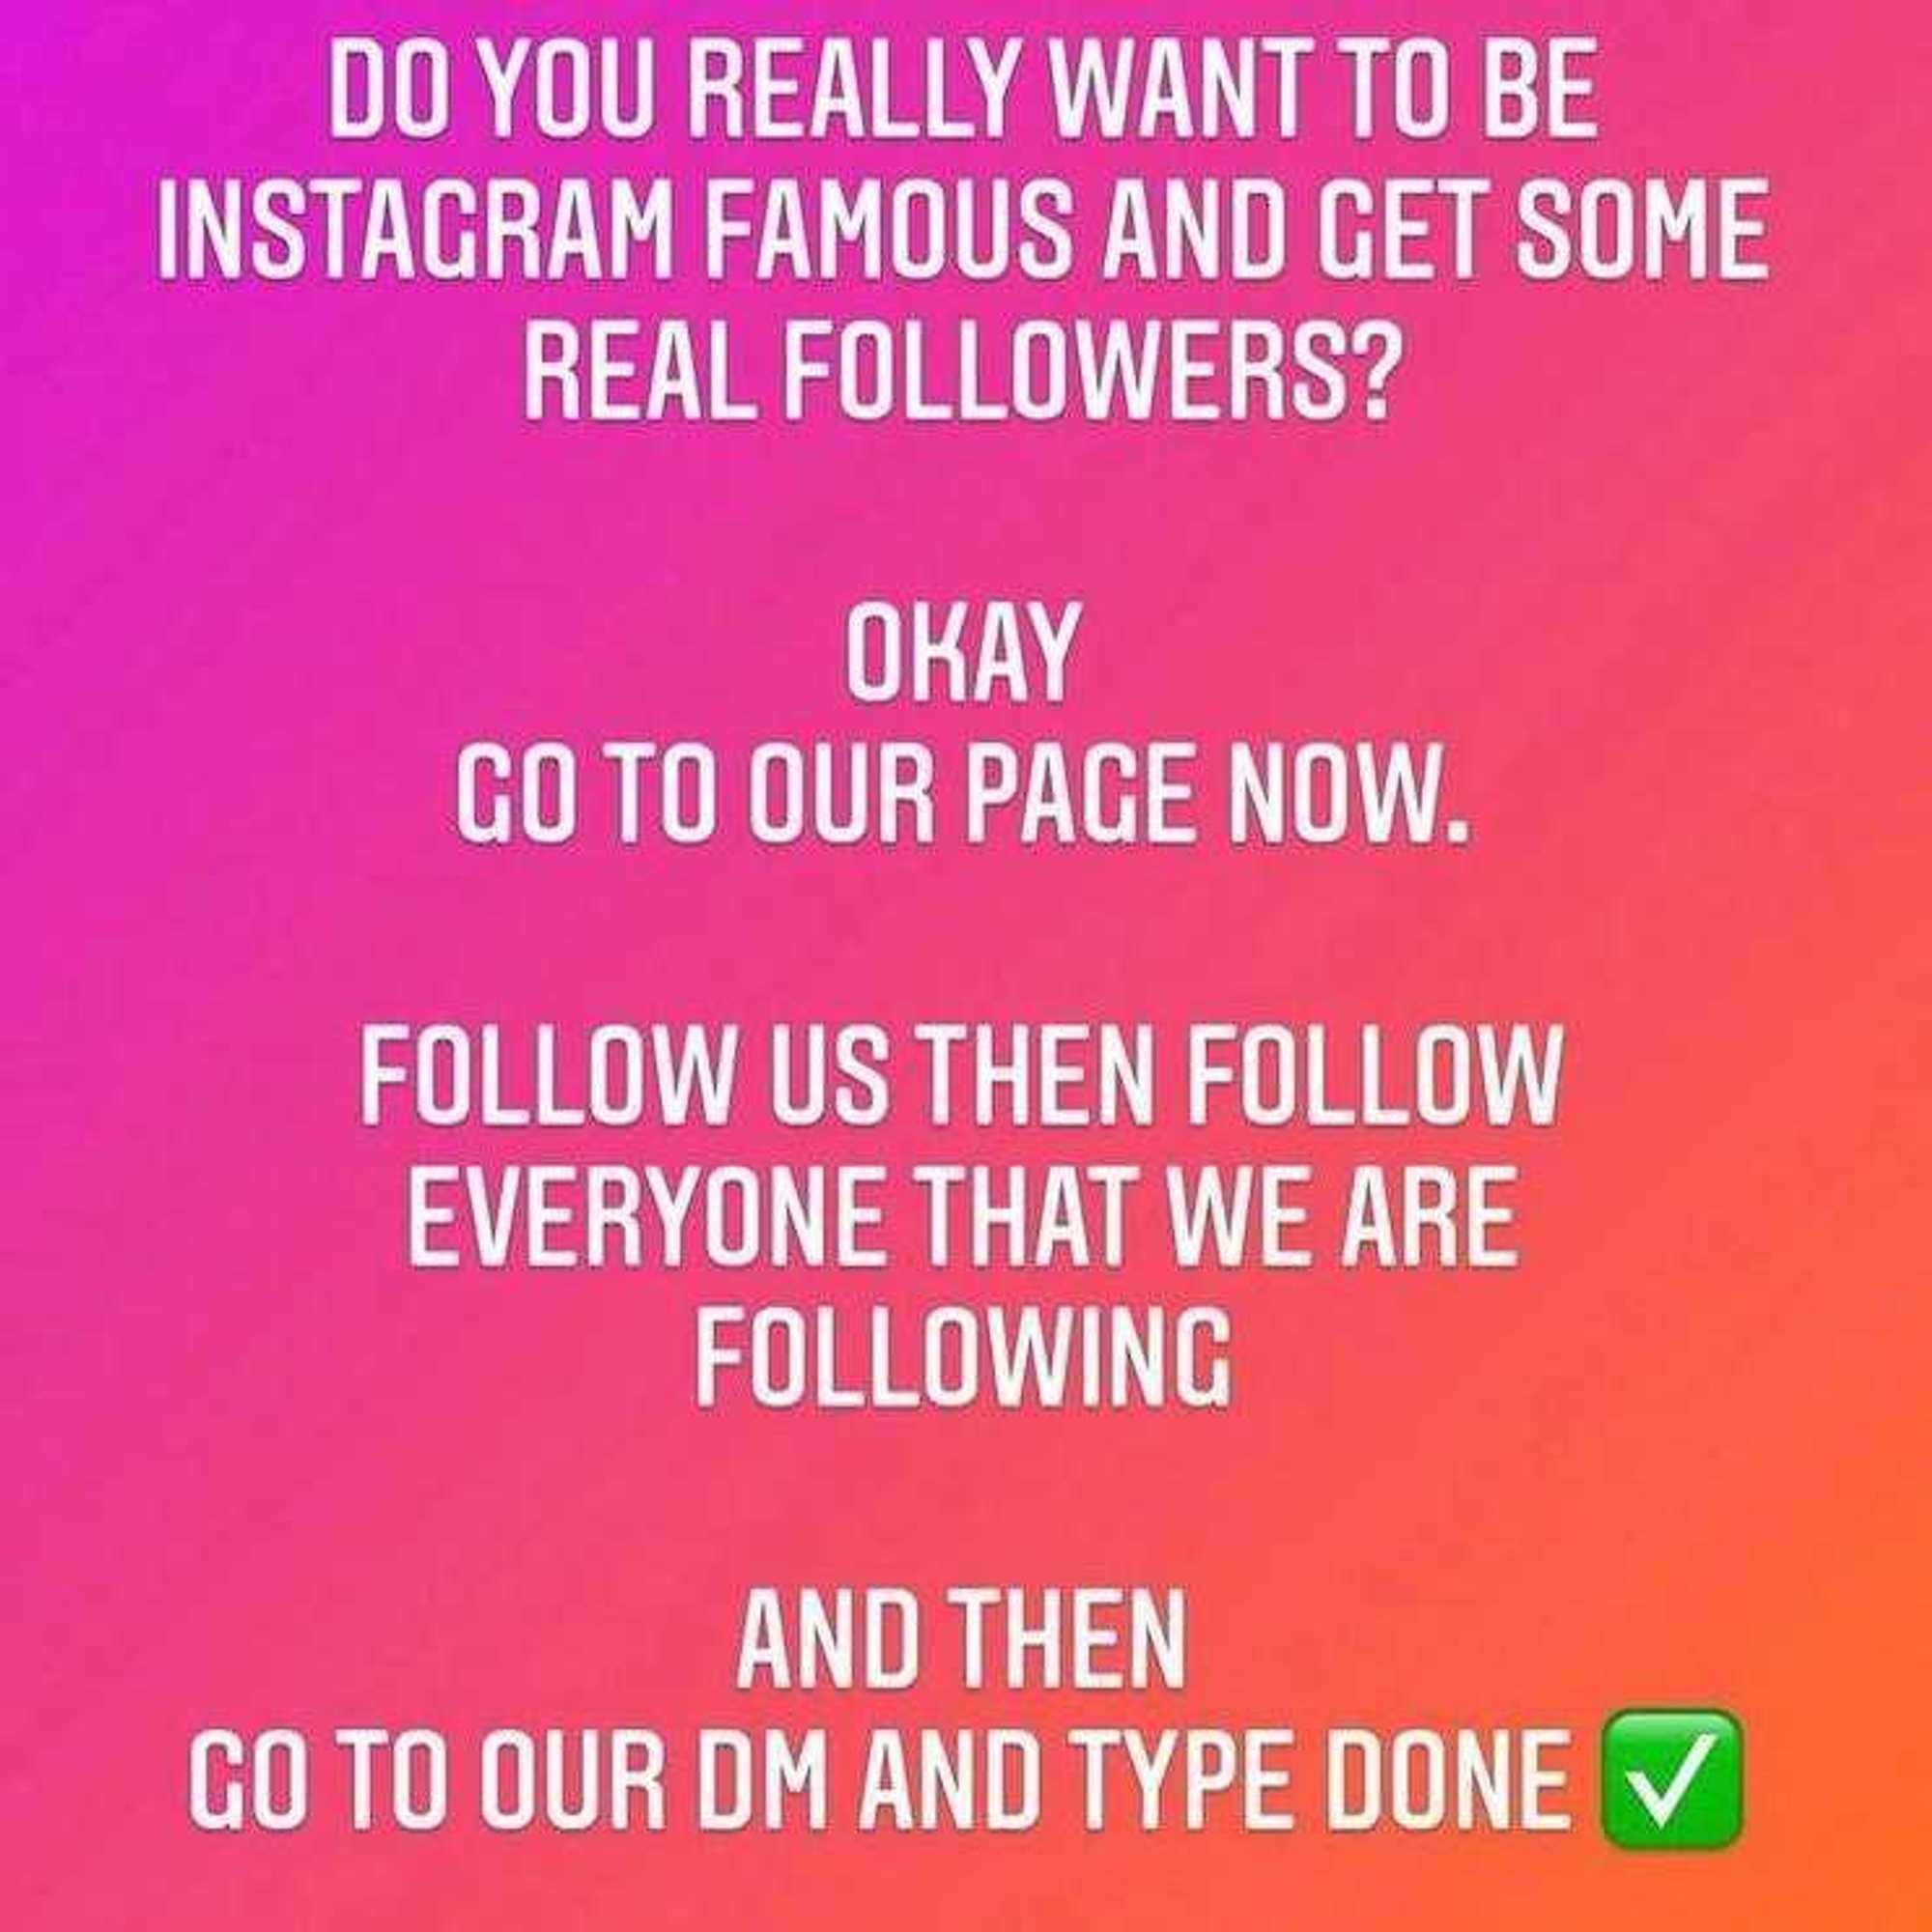 DO YOU REALLY WANT TO BE
INSTAGRAM FAMOUS AND GET SOME
REAL FOLLOWERS?
OKAY
GO TO OUR PAGE NOW.
FOLLOW US THEN FOLLOW
EVERYONE THAT WE ARE
FOLLOWING
AND THEN
GO TO OUR DM AND TYPE DONE ✅